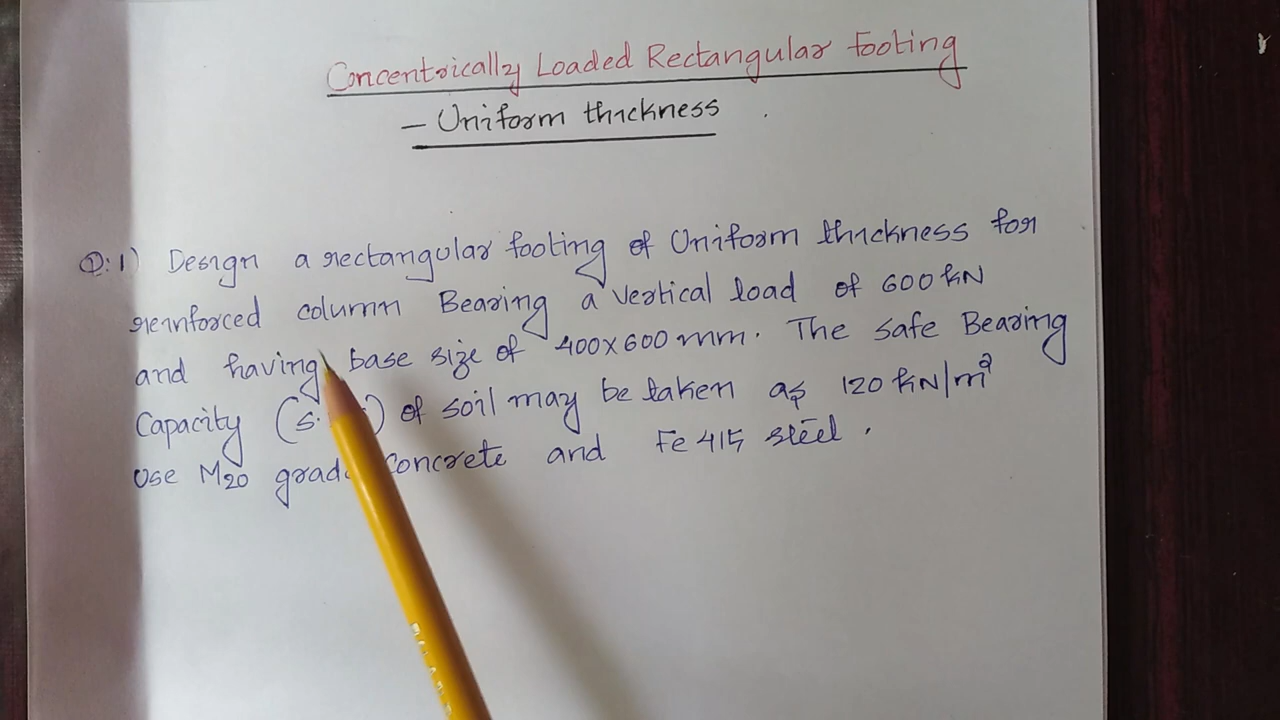 Concentrically Loaded Rectangular footing
- Uniform thickness
Q:1) Design a rectangular footing of Uniform thickness for
reinforced column Bearing a vertical load of 600 kN
and having base size of 400x600 mm. The safe Bearing
Capacity of soil may be taken as 120 kN/m²
Use M20 grade concrete and Fe 415 steel.